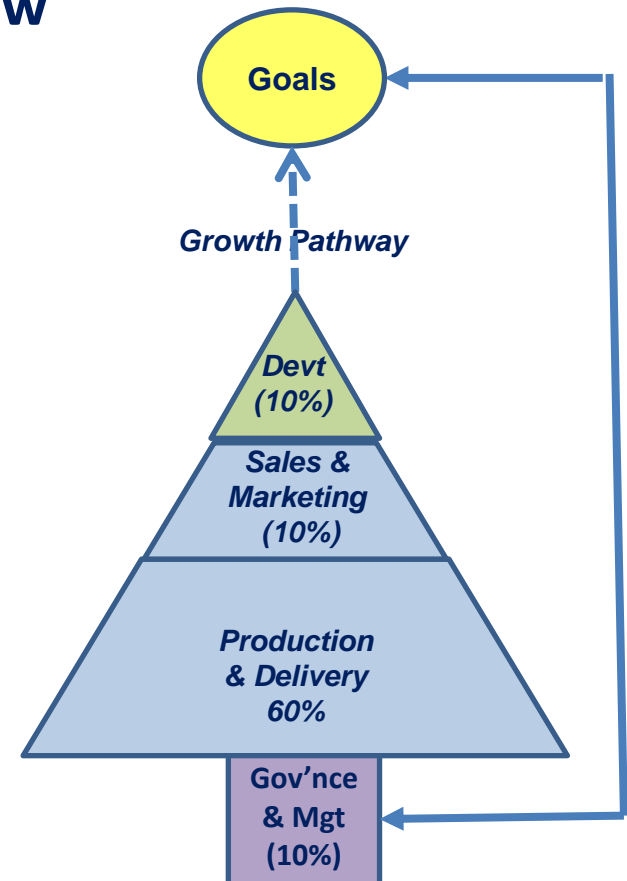 w
Goals
Growth Pathway
Devt
(10%)
Sales &
Marketing
(10%)
Production
& Delivery
60%
Gov’nce
& Mgt
(10%)